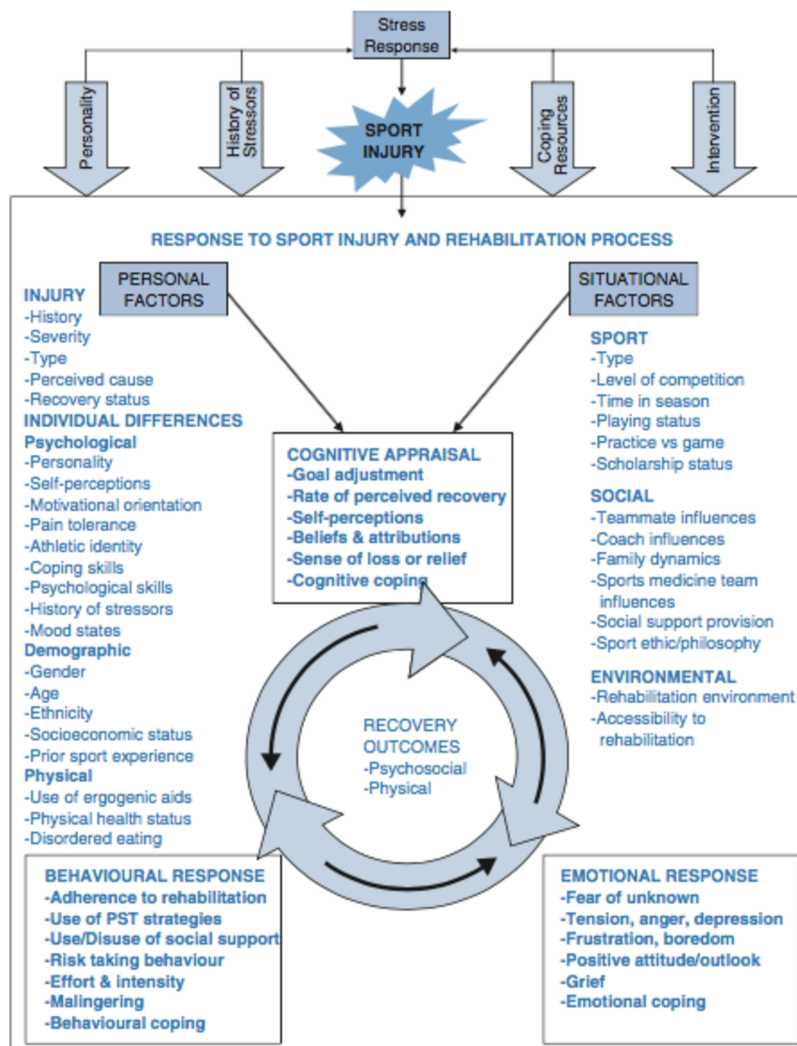 Stress
Response
Personality
History of
Stressors
SPORT
INJURY
Coping
Resources
Intervention
RESPONSE TO SPORT INJURY AND REHABILITATION PROCESS
PERSONAL
FACTORS
SITUATIONAL
FACTORS
INJURY
-History
-Severity
-Type
-Perceived cause
-Recovery status
INDIVIDUAL DIFFERENCES
Psychological
-Personality
-Self-perceptions
-Motivational orientation
-Pain tolerance
-Athletic identity
-Coping skills
-Psychological skills
-History of stressors
-Mood states
Demographic
-Gender
-Age
-Ethnicity
-Socioeconomic status
-Prior sport experience
Physical
-Use of ergogenic aids
-Physical health status
-Disordered eating
COGNITIVE APPRAISAL
-Goal adjustment
-Rate of perceived recovery
-Self-perceptions
-Beliefs & attributions
-Sense of loss or relief
-Cognitive coping
SPORT
-Type
-Level of competition
-Time in season
-Playing status
-Practice vs game
-Scholarship status
SOCIAL
-Teammate influences
-Coach influences
-Family dynamics
-Sports medicine team
influences
-Social support provision
-Sport ethic/philosophy
ENVIRONMENTAL
-Rehabilitation environment
-Accessibility to
rehabilitation
RECOVERY
OUTCOMES
-Psychosocial
-Physical
BEHAVIOURAL RESPONSE
-Adherence to rehabilitation
-Use of PST strategies
-Use/Disuse of social support
-Risk taking behaviour
-Effort & intensity
-Malingering
-Behavioural coping
EMOTIONAL RESPONSE
-Fear of unknown
-Tension, anger, depression
-Frustration, boredom
-Positive attitude/outlook
-Grief
-Emotional coping